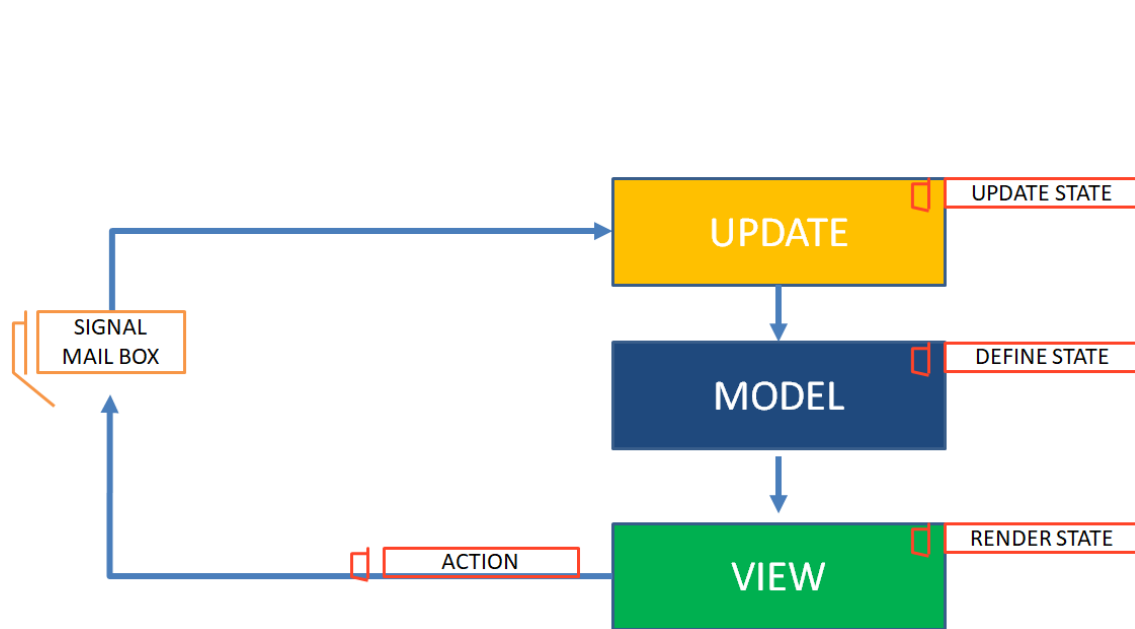 UPDATE STATE
UPDATE
SIGNAL
MAIL BOX
DEFINE STATE
MODEL
RENDER STATE
ACTION
VIEW